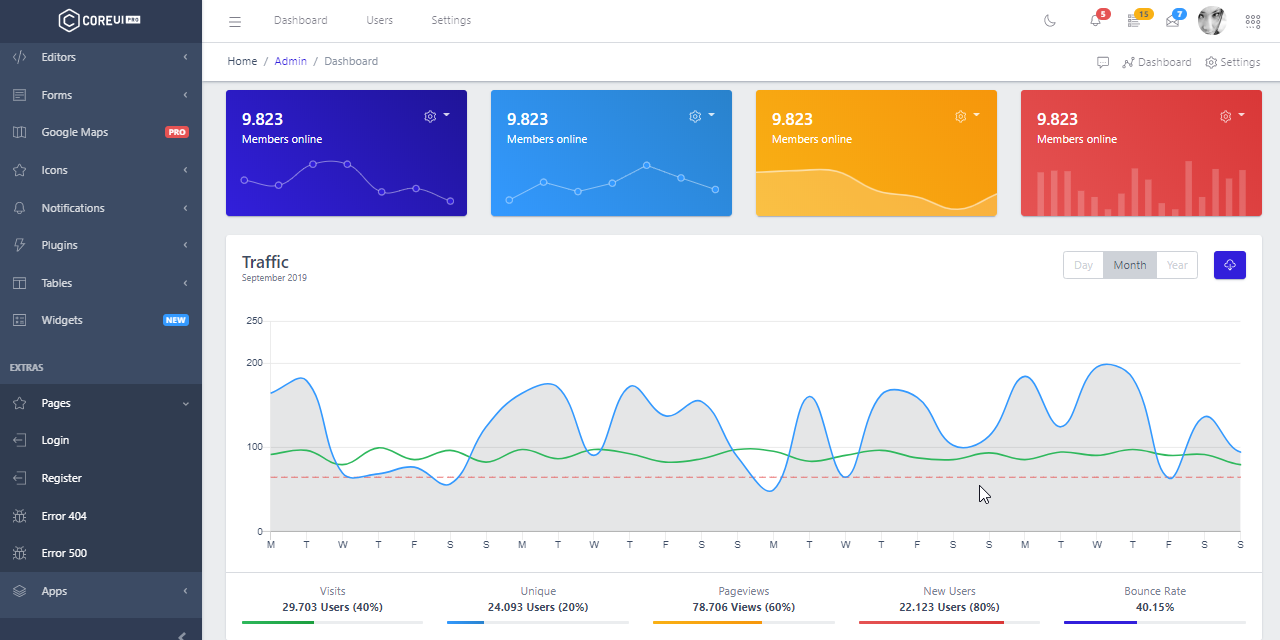 COREUI PRO
Dashboard Users Settings
5 15 7
Home / Admin / Dashboard
Dashboard Settings
Editors
Forms
Google Maps PRO
Icons
Notifications
Plugins
Tables
Widgets NEW
EXTRAS
Pages
Login
Register
Error 404
Error 500
Apps
9.823
Members online
9.823
Members online
9.823
Members online
9.823
Members online
Traffic
September 2019
Day Month Year
250
200
100
0
M T W T F S S M T W T F S S M T W T F S S M T W T F S S
Visits
29.703 Users (40%)
Unique
24.093 Users (20%)
Pageviews
78.706 Views (60%)
New Users
22.123 Users (80%)
Bounce Rate
40.15%